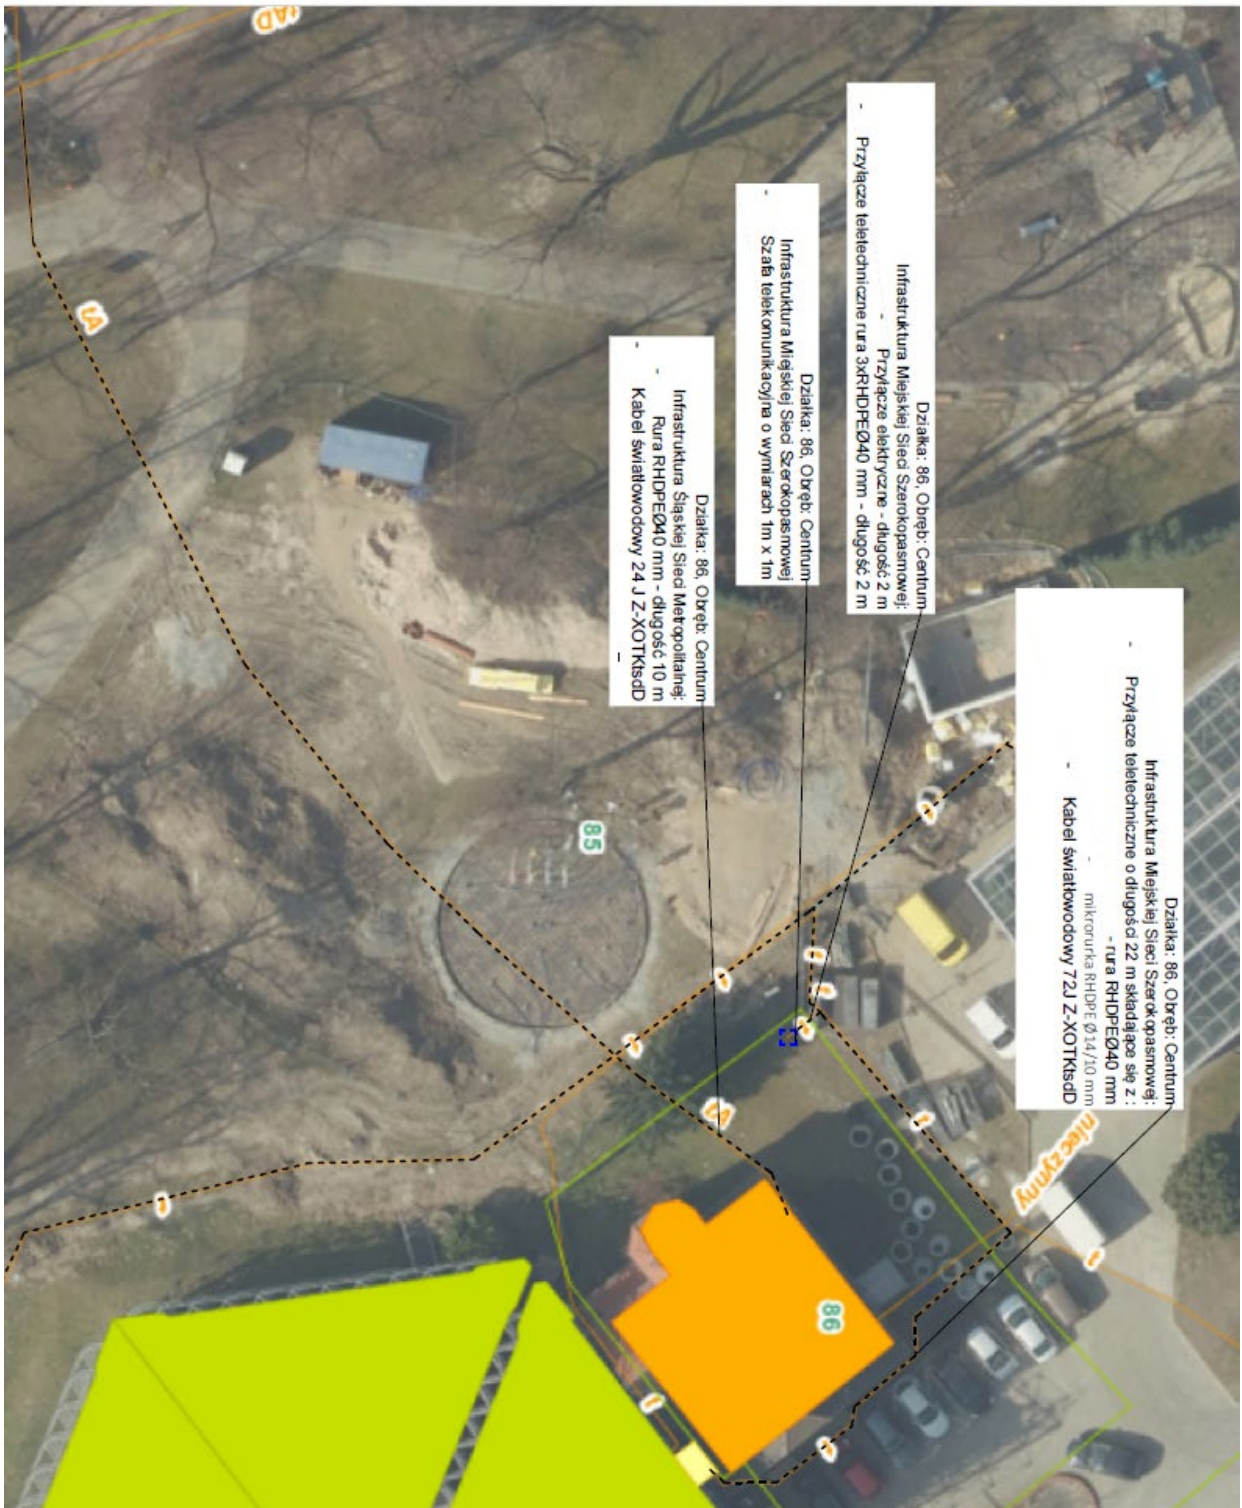 Działka: 86, Obręb: Centrum
Infrastruktura Miejskiej Sieci Szerokopasmowej:
- Przyłącze teletechniczne o długości 22 m składające się z :
- rura RHDPEØ40 mm
- mikrorurka RHDPE Ø14/10 mm
- Kabel światłowodowy 72J Z-XOTKtsdD
Działka: 86, Obręb: Centrum
Infrastruktura Miejskiej Sieci Szerokopasmowej:
- Przyłącze elektryczne - długość 2 m
- Przyłącze teletechniczne rura 3xRHDPEØ40 mm - długość 2 m
Działka: 86, Obręb: Centrum
Infrastruktura Miejskiej Sieci Szerokopasmowej
- Szafa telekomunikacyjna o wymiarach 1m x 1m
Działka: 86, Obręb: Centrum
Infrastruktura Śląskiej Sieci Metropolitalnej:
- Rura RHDPEØ40 mm - długość 10 m
- Kabel światłowodowy 24 J Z-XOTKtsdD
tAD
tA
85
tA
nieczynny
86
t
t
t
t